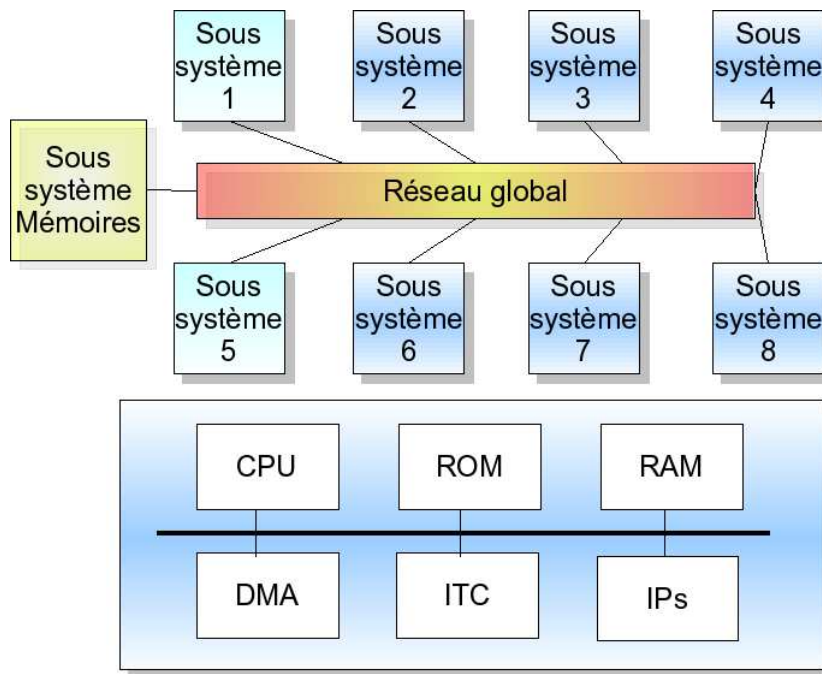 Sous
système
1
Sous
système
2
Sous
système
3
Sous
système
4
Sous
système
Mémoires
Réseau global
Sous
système
5
Sous
système
6
Sous
système
7
Sous
système
8
CPU
ROM
RAM
DMA
ITC
IPs